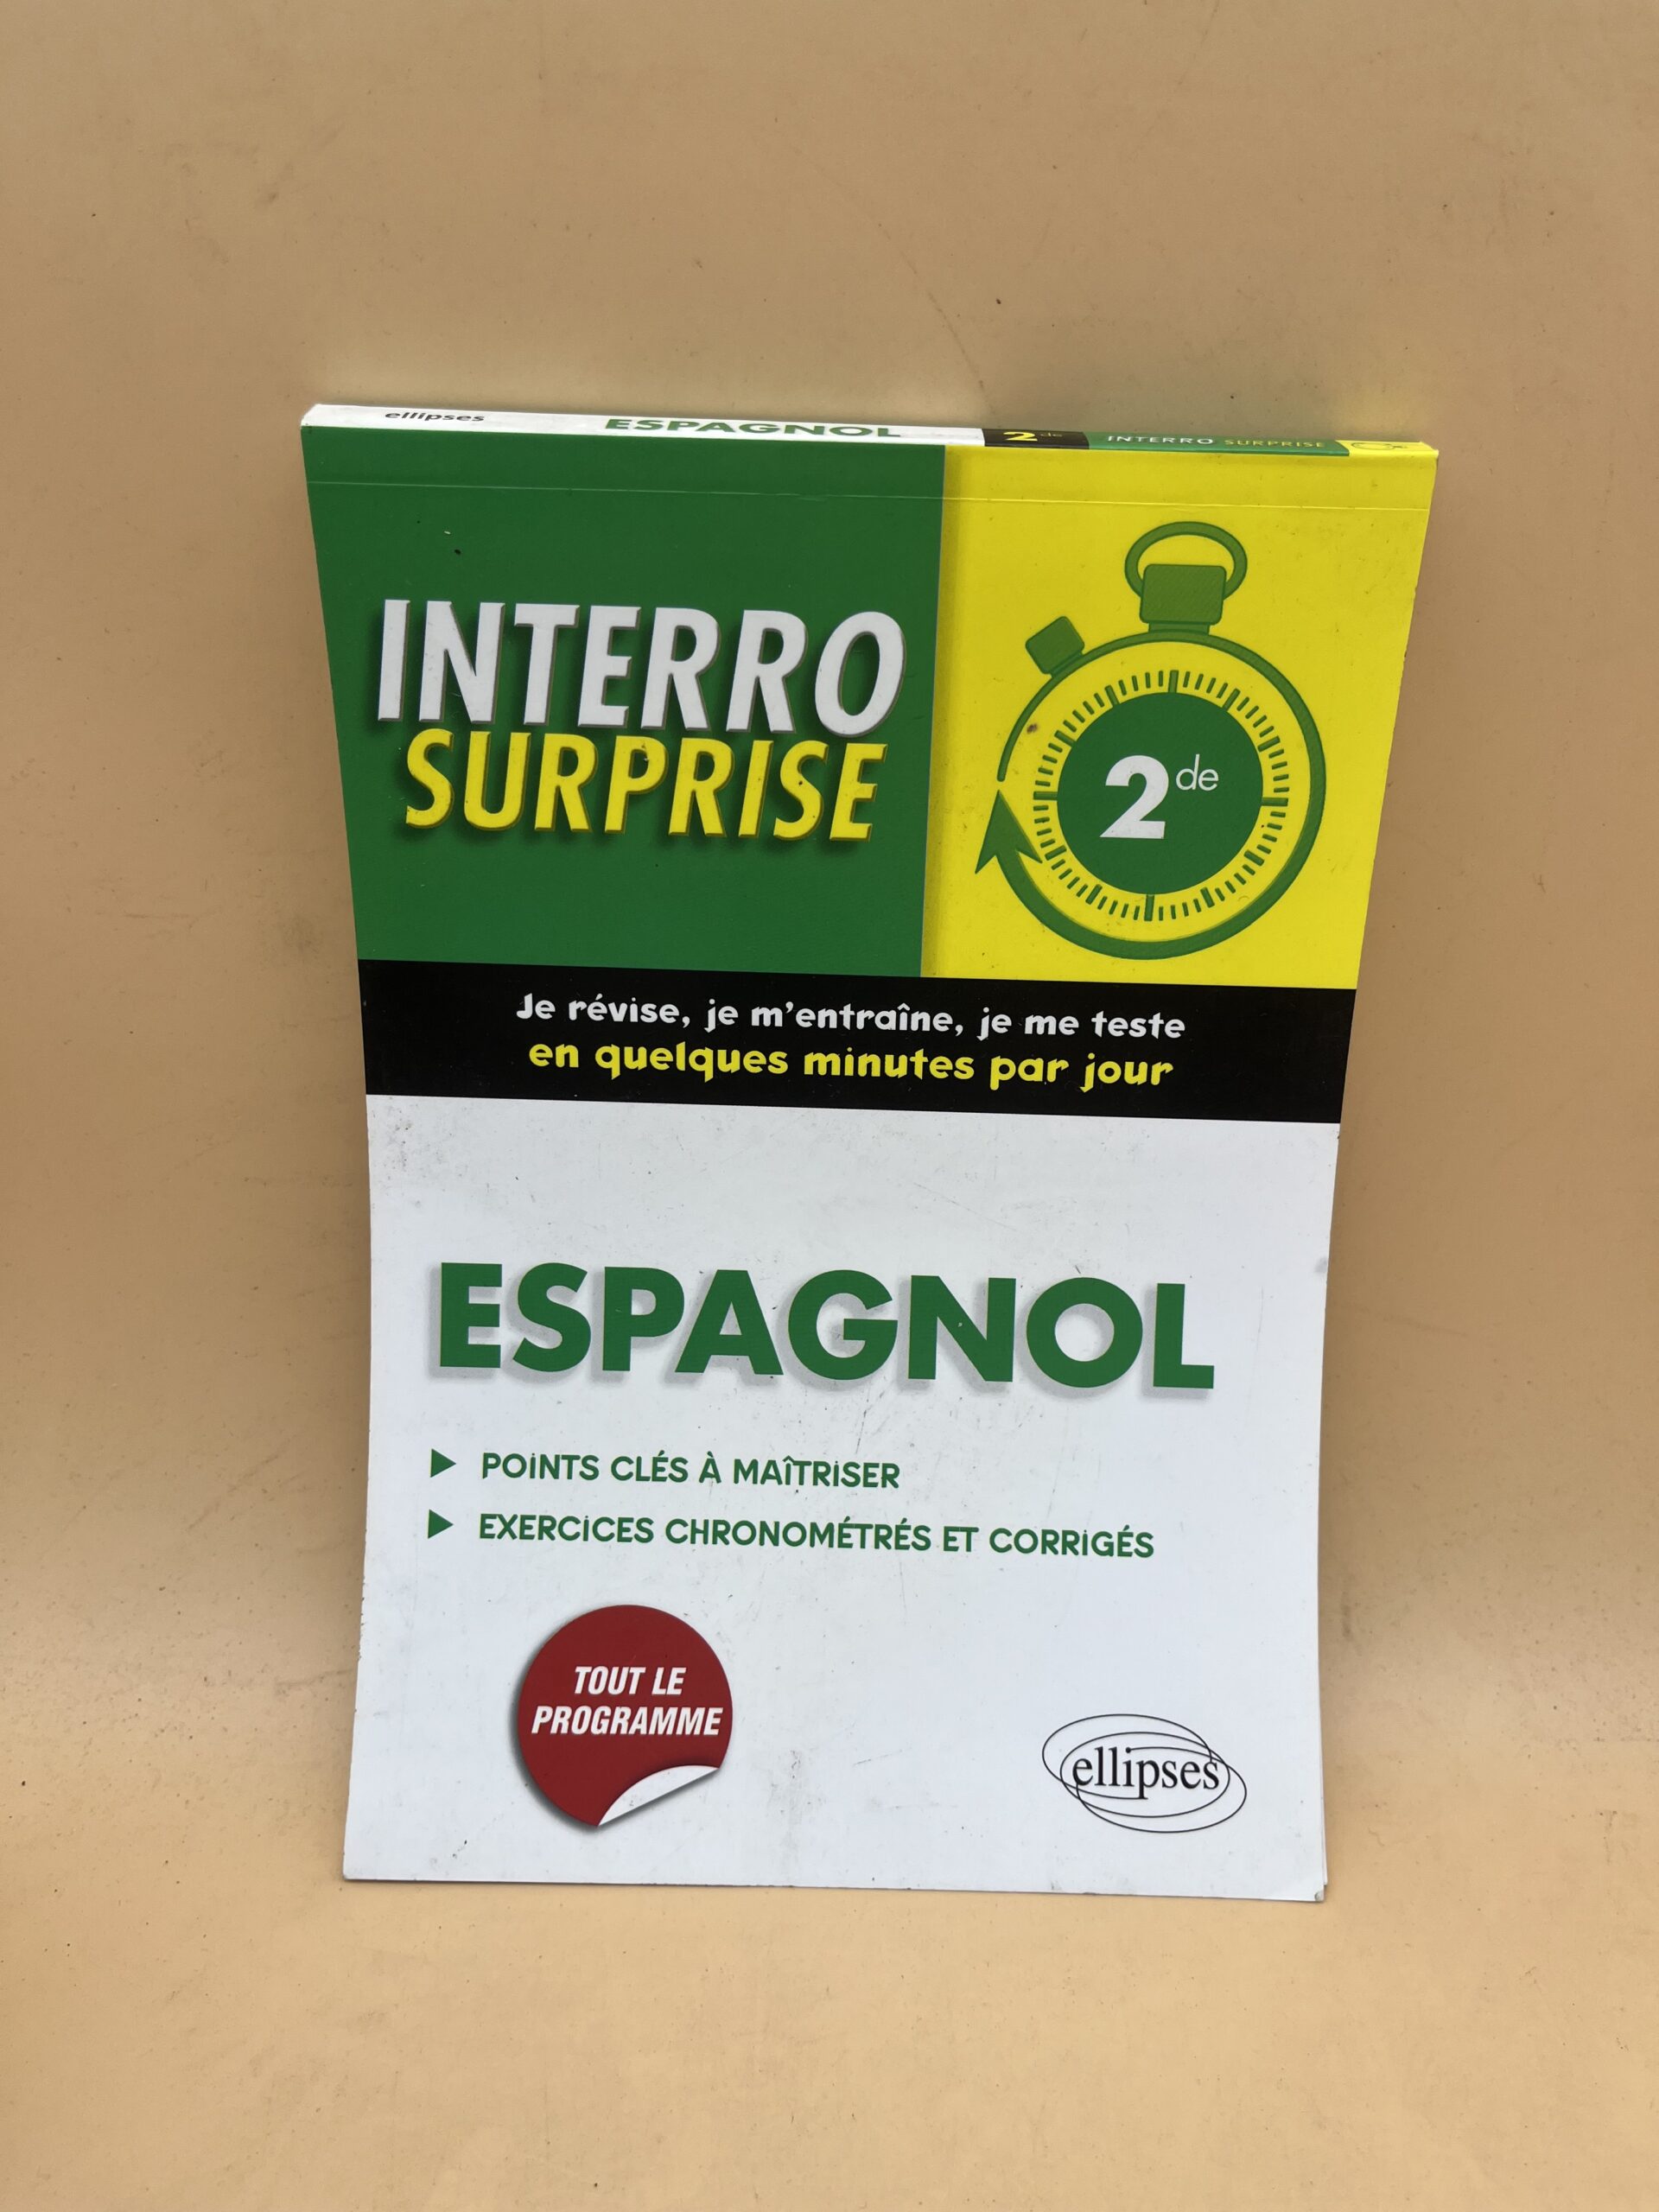 ellipses ESPAGNOL 2de INTERRO SURPRISE
INTERRO
SURPRISE
2de
Je révise, je m'entraîne, je me teste
en quelques minutes par jour
ESPAGNOL
POINTS CLÉS À MAÎTRISER
EXERCICES CHRONOMÉTRÉS ET CORRIGÉS
TOUT LE
PROGRAMME
ellipses